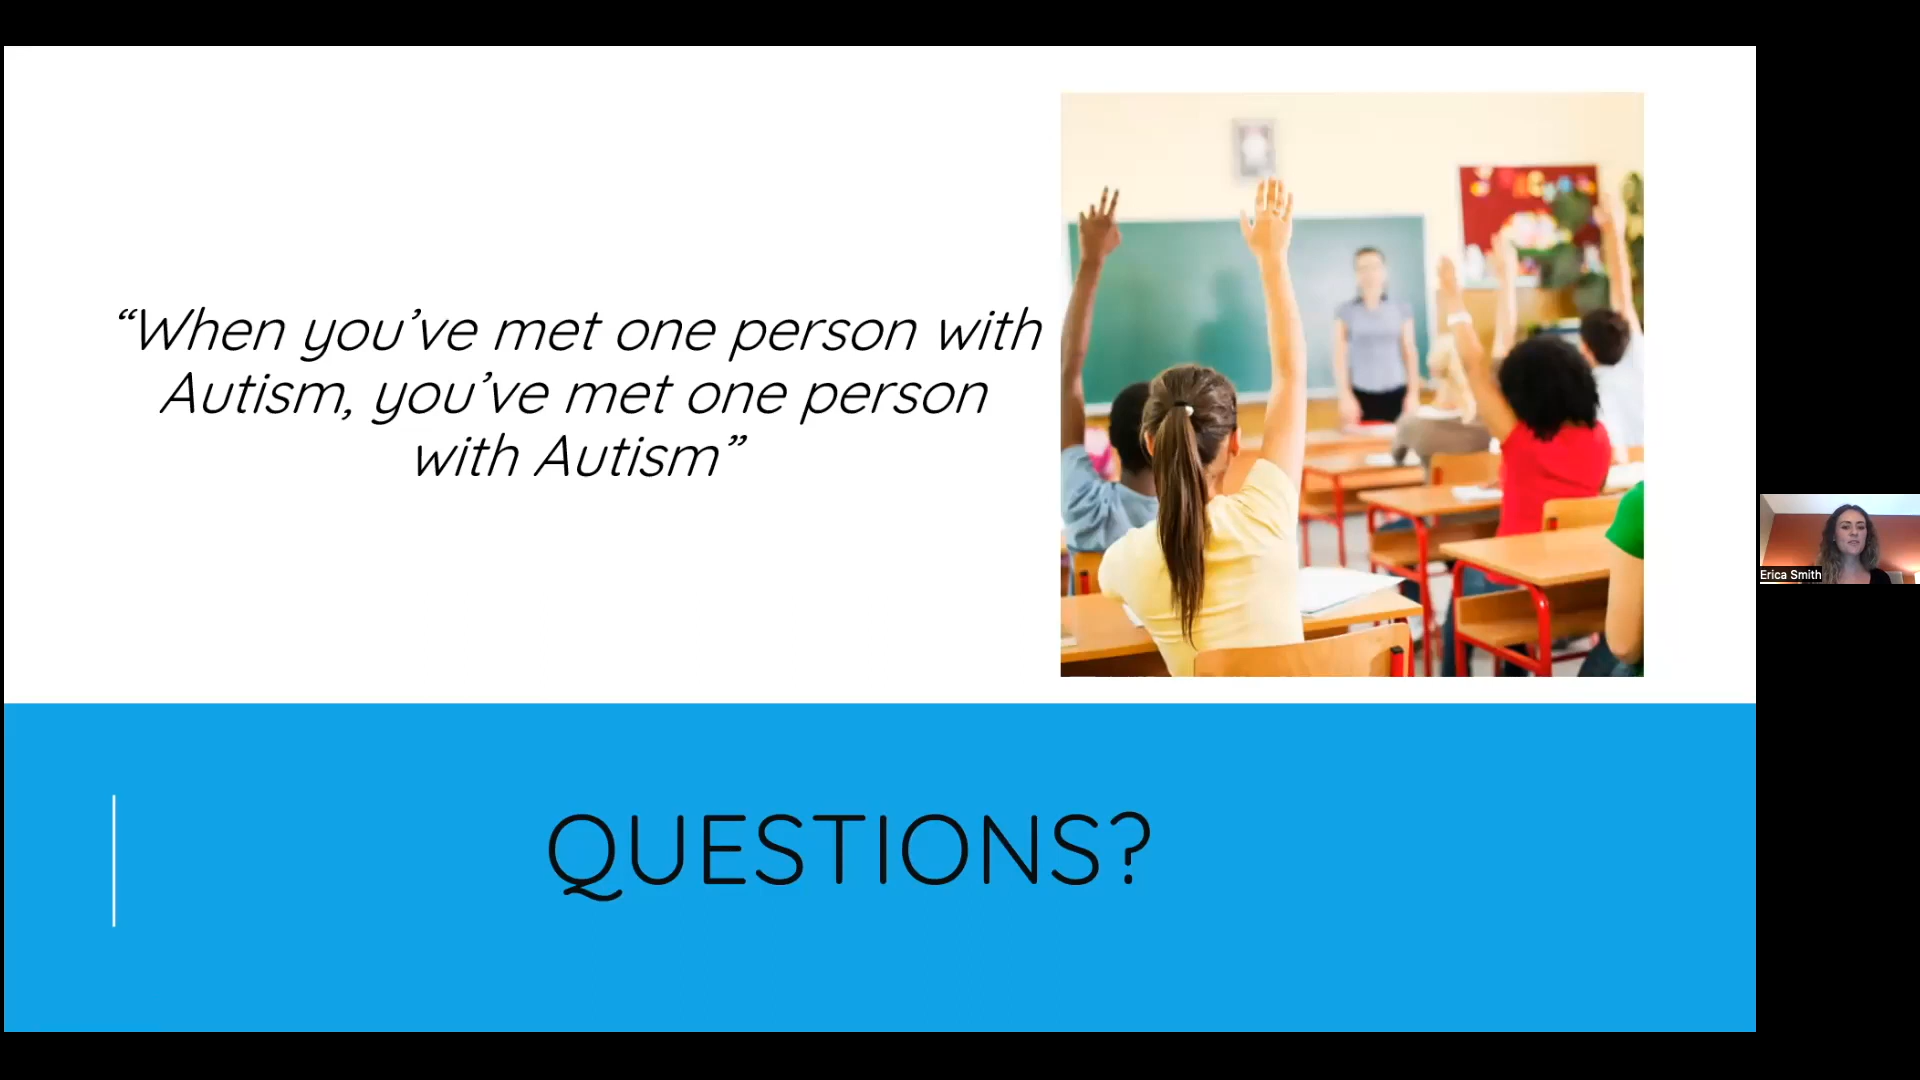 “When you’ve met one person with
Autism, you’ve met one person
with Autism”
Erica Smith
QUESTIONS?